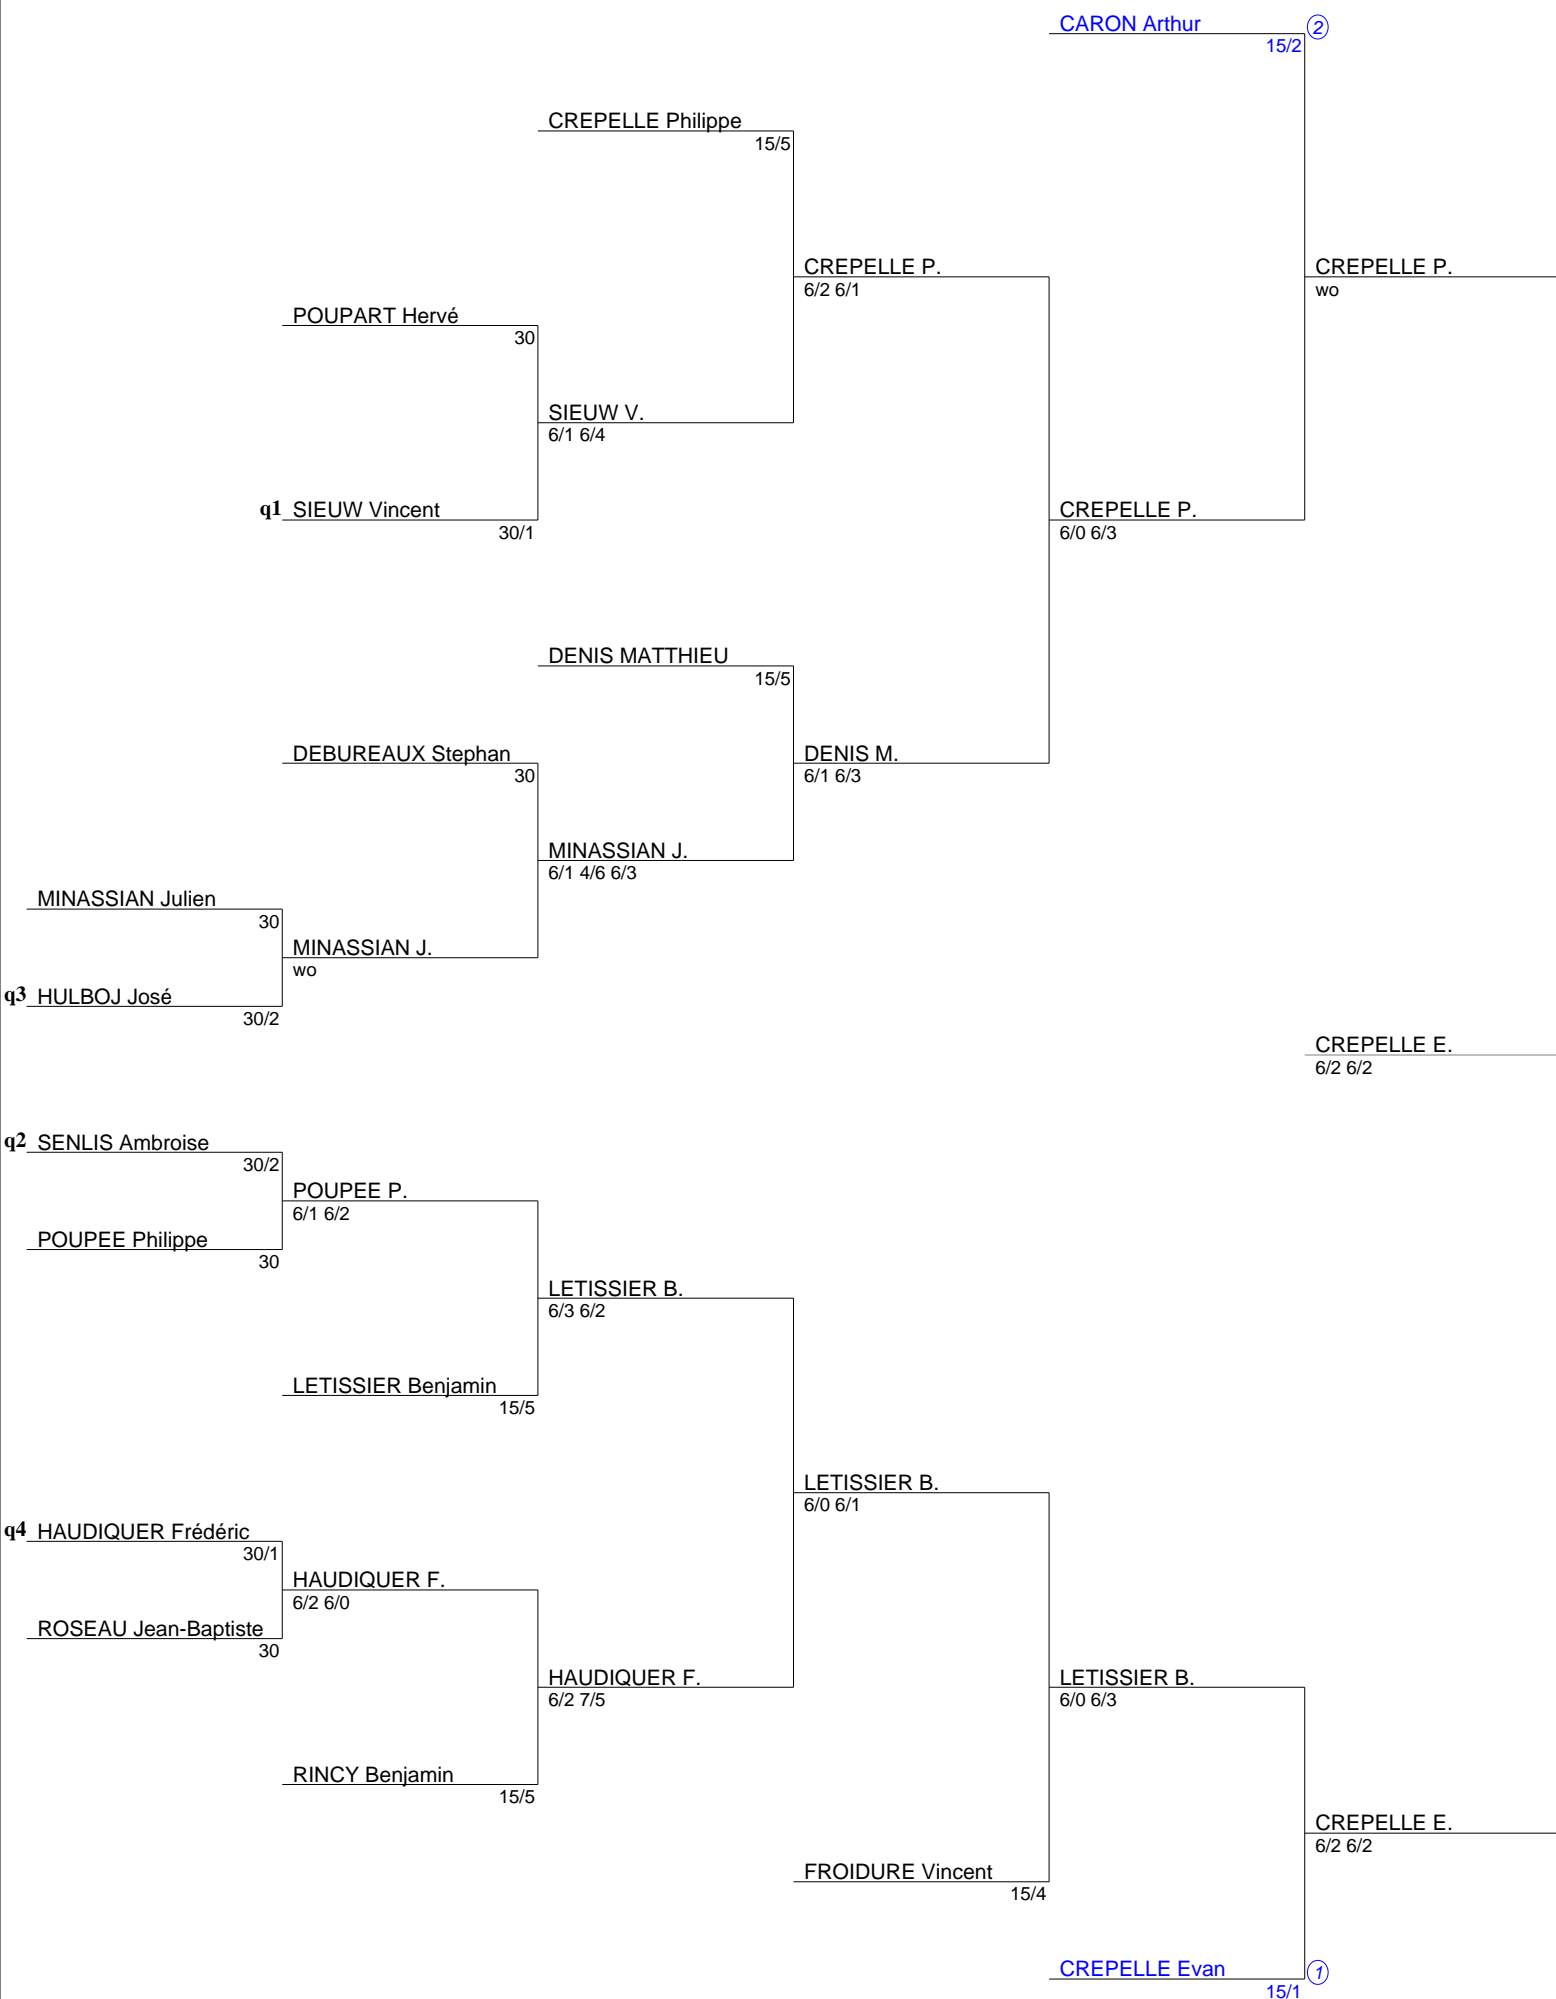 CARON Arthur 2
15/2
CREPELLE Philippe
15/5
CREPELLE P.
6/2 6/1
CREPELLE P.
wo
POUPART Hervé
30
SIEUW V.
6/1 6/4
q1 SIEUW Vincent
30/1
CREPELLE P.
6/0 6/3
DENIS MATTHIEU
15/5
DEBUREAUX Stephan
30
DENIS M.
6/1 6/3
MINASSIAN J.
6/1 4/6 6/3
MINASSIAN Julien
30
MINASSIAN J.
wo
q3 HULBOJ José
30/2
CREPELLE E.
6/2 6/2
q2 SENLIS Ambroise
30/2
POUPEE P.
6/1 6/2
POUPEE Philippe
30
LETISSIER B.
6/3 6/2
LETISSIER Benjamin
15/5
LETISSIER B.
6/0 6/1
q4 HAUDIQUER Frédéric
30/1
HAUDIQUER F.
6/2 6/0
ROSEAU Jean-Baptiste
30
HAUDIQUER F.
6/2 7/5
LETISSIER B.
6/0 6/3
RINCY Benjamin
15/5
CREPELLE E.
6/2 6/2
FROIDURE Vincent
15/4
CREPELLE Evan 1
15/1